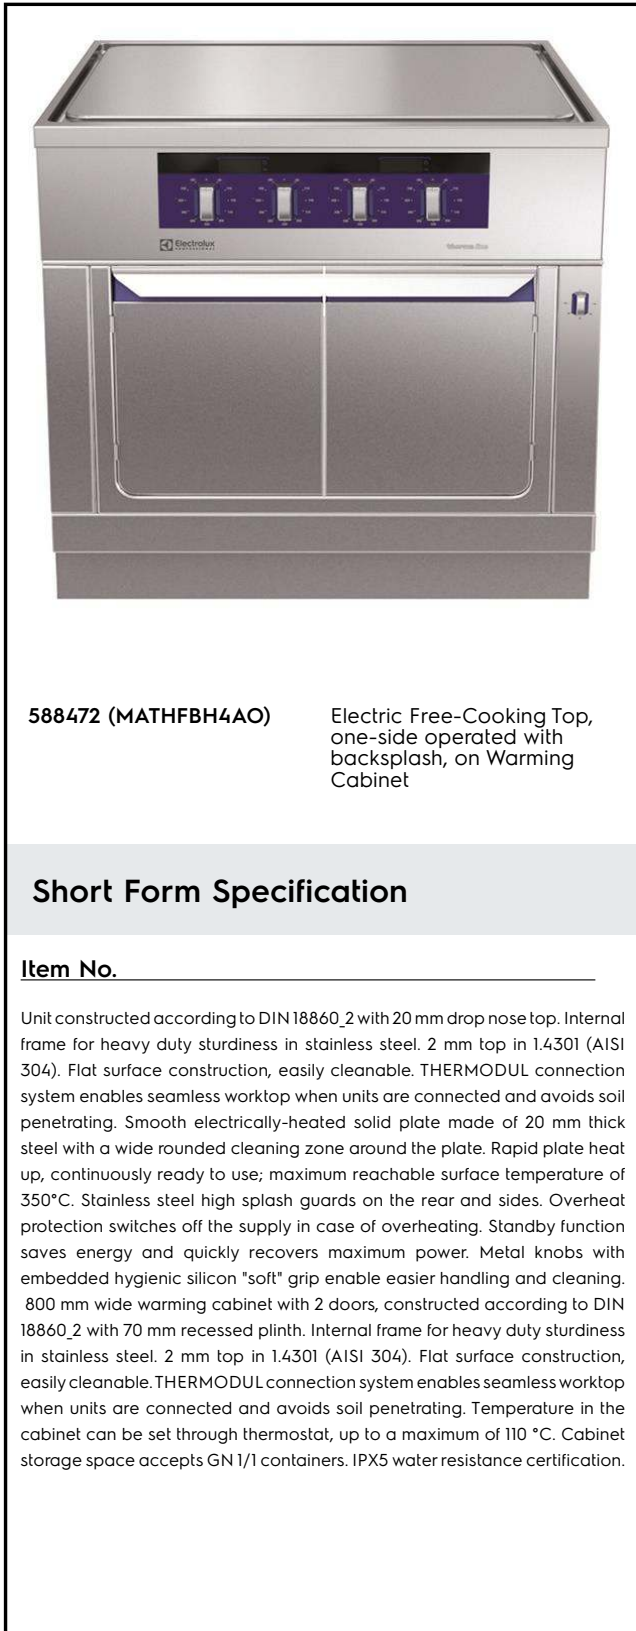 Electrolux
PROFESSIONAL
thermaline
588472 (MATHFBH4AO)
Electric Free-Cooking Top,
one-side operated with
backsplash, on Warming
Cabinet
Short Form Specification
Item No.
Unit constructed according to DIN 18860_2 with 20 mm drop nose top. Internal
frame for heavy duty sturdiness in stainless steel. 2 mm top in 1.4301 (AISI
304). Flat surface construction, easily cleanable. THERMODUL connection
system enables seamless worktop when units are connected and avoids soil
penetrating. Smooth electrically-heated solid plate made of 20 mm thick
steel with a wide rounded cleaning zone around the plate. Rapid plate heat
up, continuously ready to use; maximum reachable surface temperature of
350°C. Stainless steel high splash guards on the rear and sides. Overheat
protection switches off the supply in case of overheating. Standby function
saves energy and quickly recovers maximum power. Metal knobs with
embedded hygienic silicon "soft" grip enable easier handling and cleaning.
800 mm wide warming cabinet with 2 doors, constructed according to DIN
18860_2 with 70 mm recessed plinth. Internal frame for heavy duty sturdiness
in stainless steel. 2 mm top in 1.4301 (AISI 304). Flat surface construction,
easily cleanable. THERMODUL connection system enables seamless worktop
when units are connected and avoids soil penetrating. Temperature in the
cabinet can be set through thermostat, up to a maximum of 110 °C. Cabinet
storage space accepts GN 1/1 containers. IPX5 water resistance certification.